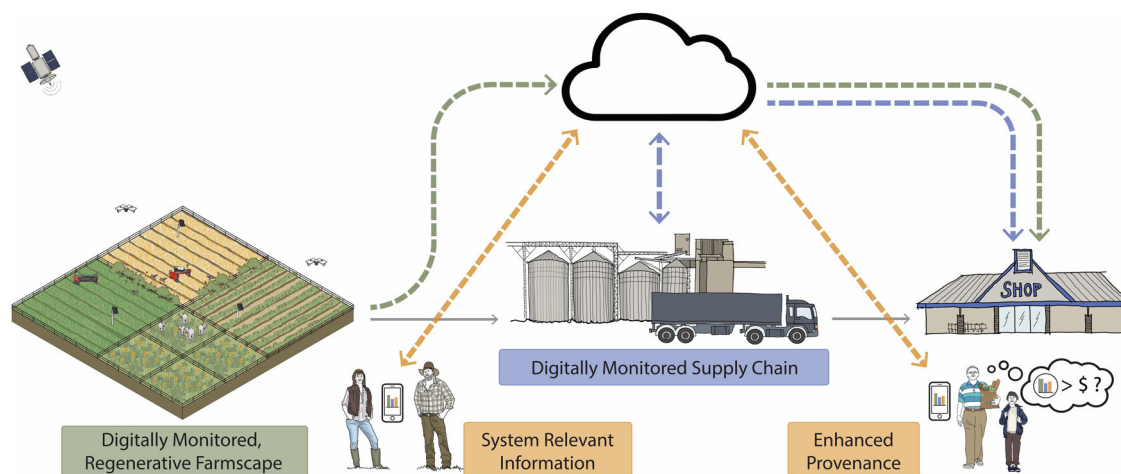 SHOP
Digitally Monitored Supply Chain
> $ ?
Digitally Monitored,
Regenerative Farmscape
System Relevant
Information
Enhanced
Provenance